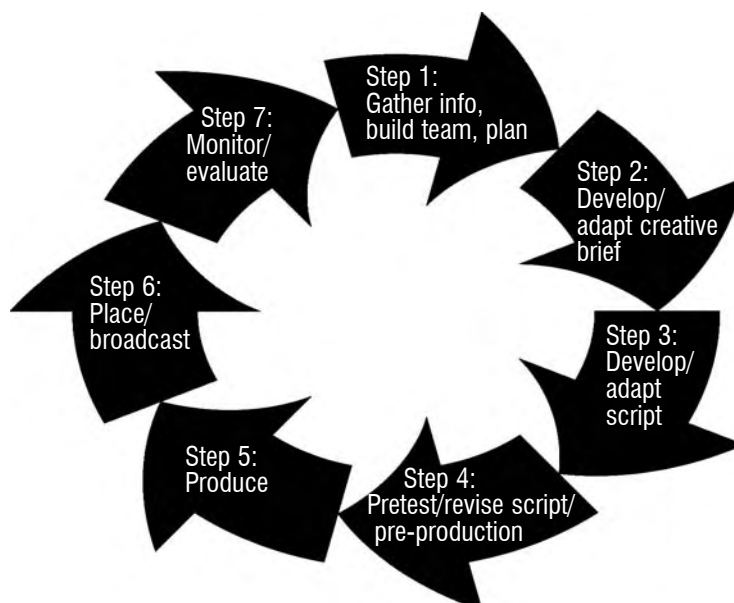 Step 1:
Gather info,
build team, plan
Step 2:
Develop/
adapt creative
brief
Step 3:
Develop/
adapt
script
Step 4:
Pretest/revise script/
pre-production
Step 5:
Produce
Step 6:
Place/
broadcast
Step 7:
Monitor/
evaluate